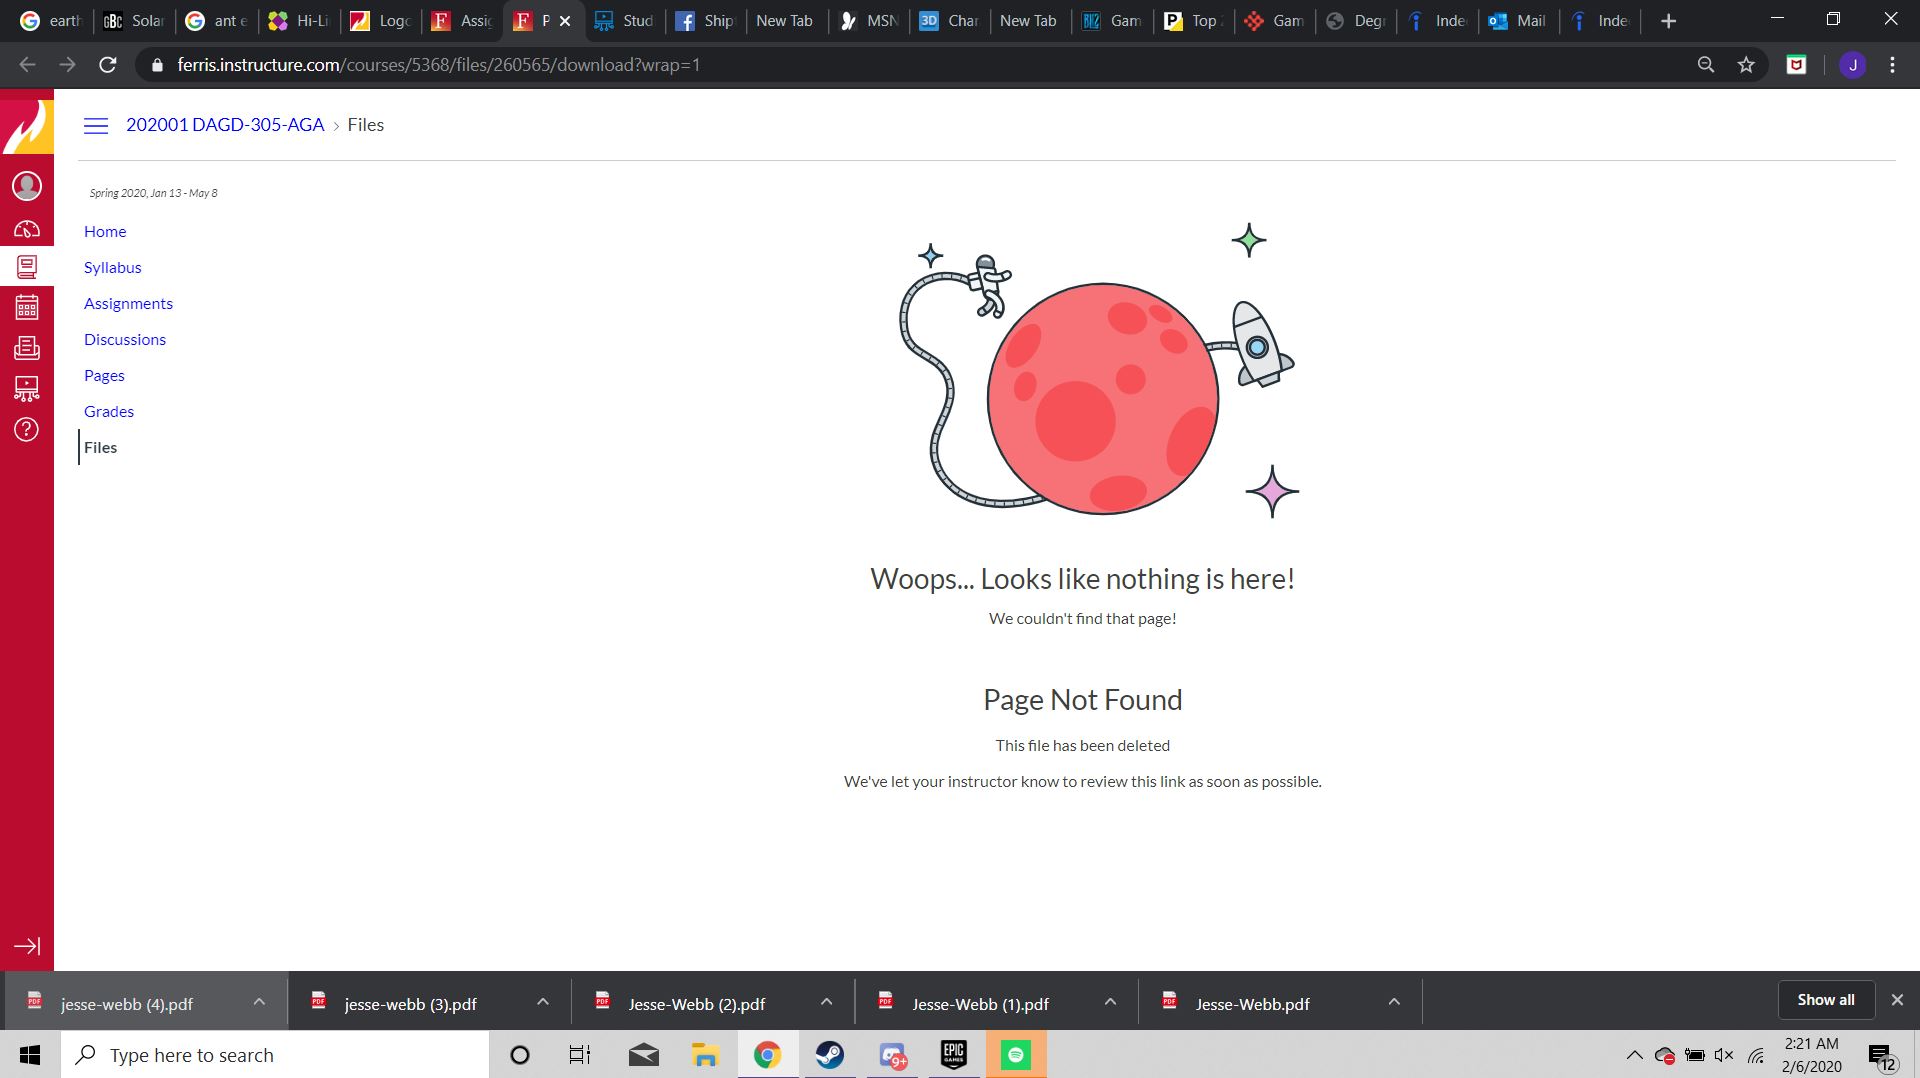 earth
Solar
ant e
Hi-Li
Logo
Assig
P
Stud
Ship
New Tab
MSN
3D Char
New Tab
Gam
Top
Gam
Degr
Inde
Mail
Inde
ferris.instructure.com/courses/5368/files/260565/download?wrap=1
J
202001 DAGD-305-AGA > Files
Spring 2020, Jan 13 - May 8
Home
Syllabus
Assignments
Discussions
Pages
Grades
Files
Woops... Looks like nothing is here!
We couldn't find that page!
Page Not Found
This file has been deleted
We've let your instructor know to review this link as soon as possible.
jesse-webb (4).pdf
jesse-webb (3).pdf
Jesse-Webb (2).pdf
Jesse-Webb (1).pdf
Jesse-Webb.pdf
Show all
Type here to search
9+
EPIC GAMES
2:21 AM
2/6/2020
12